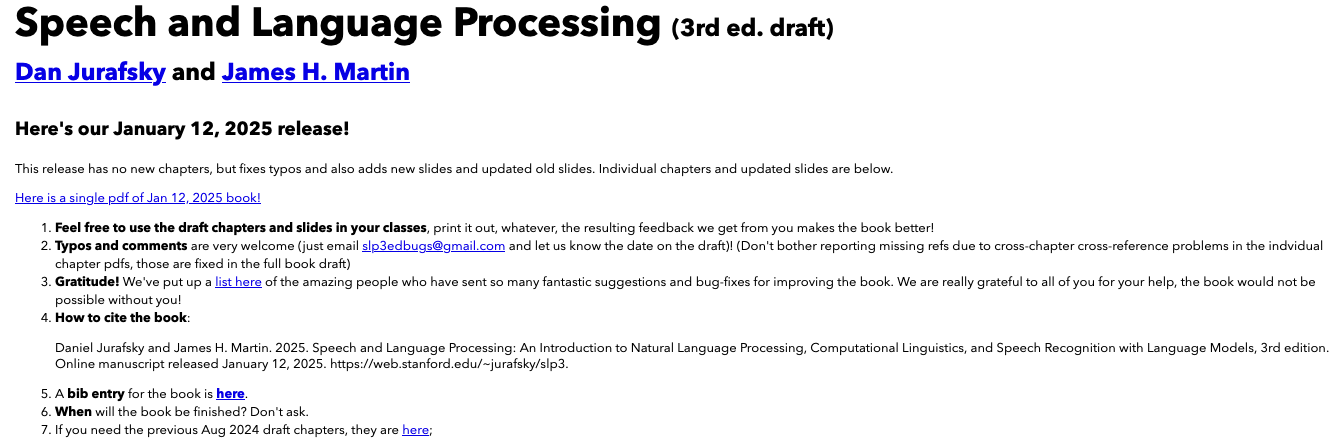 Speech and Language Processing (3rd ed. draft)
Dan Jurafsky and James H. Martin
Here's our January 12, 2025 release!
This release has no new chapters, but fixes typos and also adds new slides and updated old slides. Individual chapters and updated slides are below.
Here is a single pdf of Jan 12, 2025 book!
1. Feel free to use the draft chapters and slides in your classes, print it out, whatever, the resulting feedback we get from you makes the book better!
2. Typos and comments are very welcome (just email slp3edbugs@gmail.com and let us know the date on the draft)! (Don't bother reporting missing refs due to cross-chapter cross-reference problems in the indvidual
chapter pdfs, those are fixed in the full book draft)
3. Gratitude! We've put up a list here of the amazing people who have sent so many fantastic suggestions and bug-fixes for improving the book. We are really grateful to all of you for your help, the book would not be
possible without you!
4. How to cite the book:
Daniel Jurafsky and James H. Martin. 2025. Speech and Language Processing: An Introduction to Natural Language Processing, Computational Linguistics, and Speech Recognition with Language Models, 3rd edition.
Online manuscript released January 12, 2025. https://web.stanford.edu/~jurafsky/slp3.
5. A bib entry for the book is here.
6. When will the book be finished? Don't ask.
7. If you need the previous Aug 2024 draft chapters, they are here;